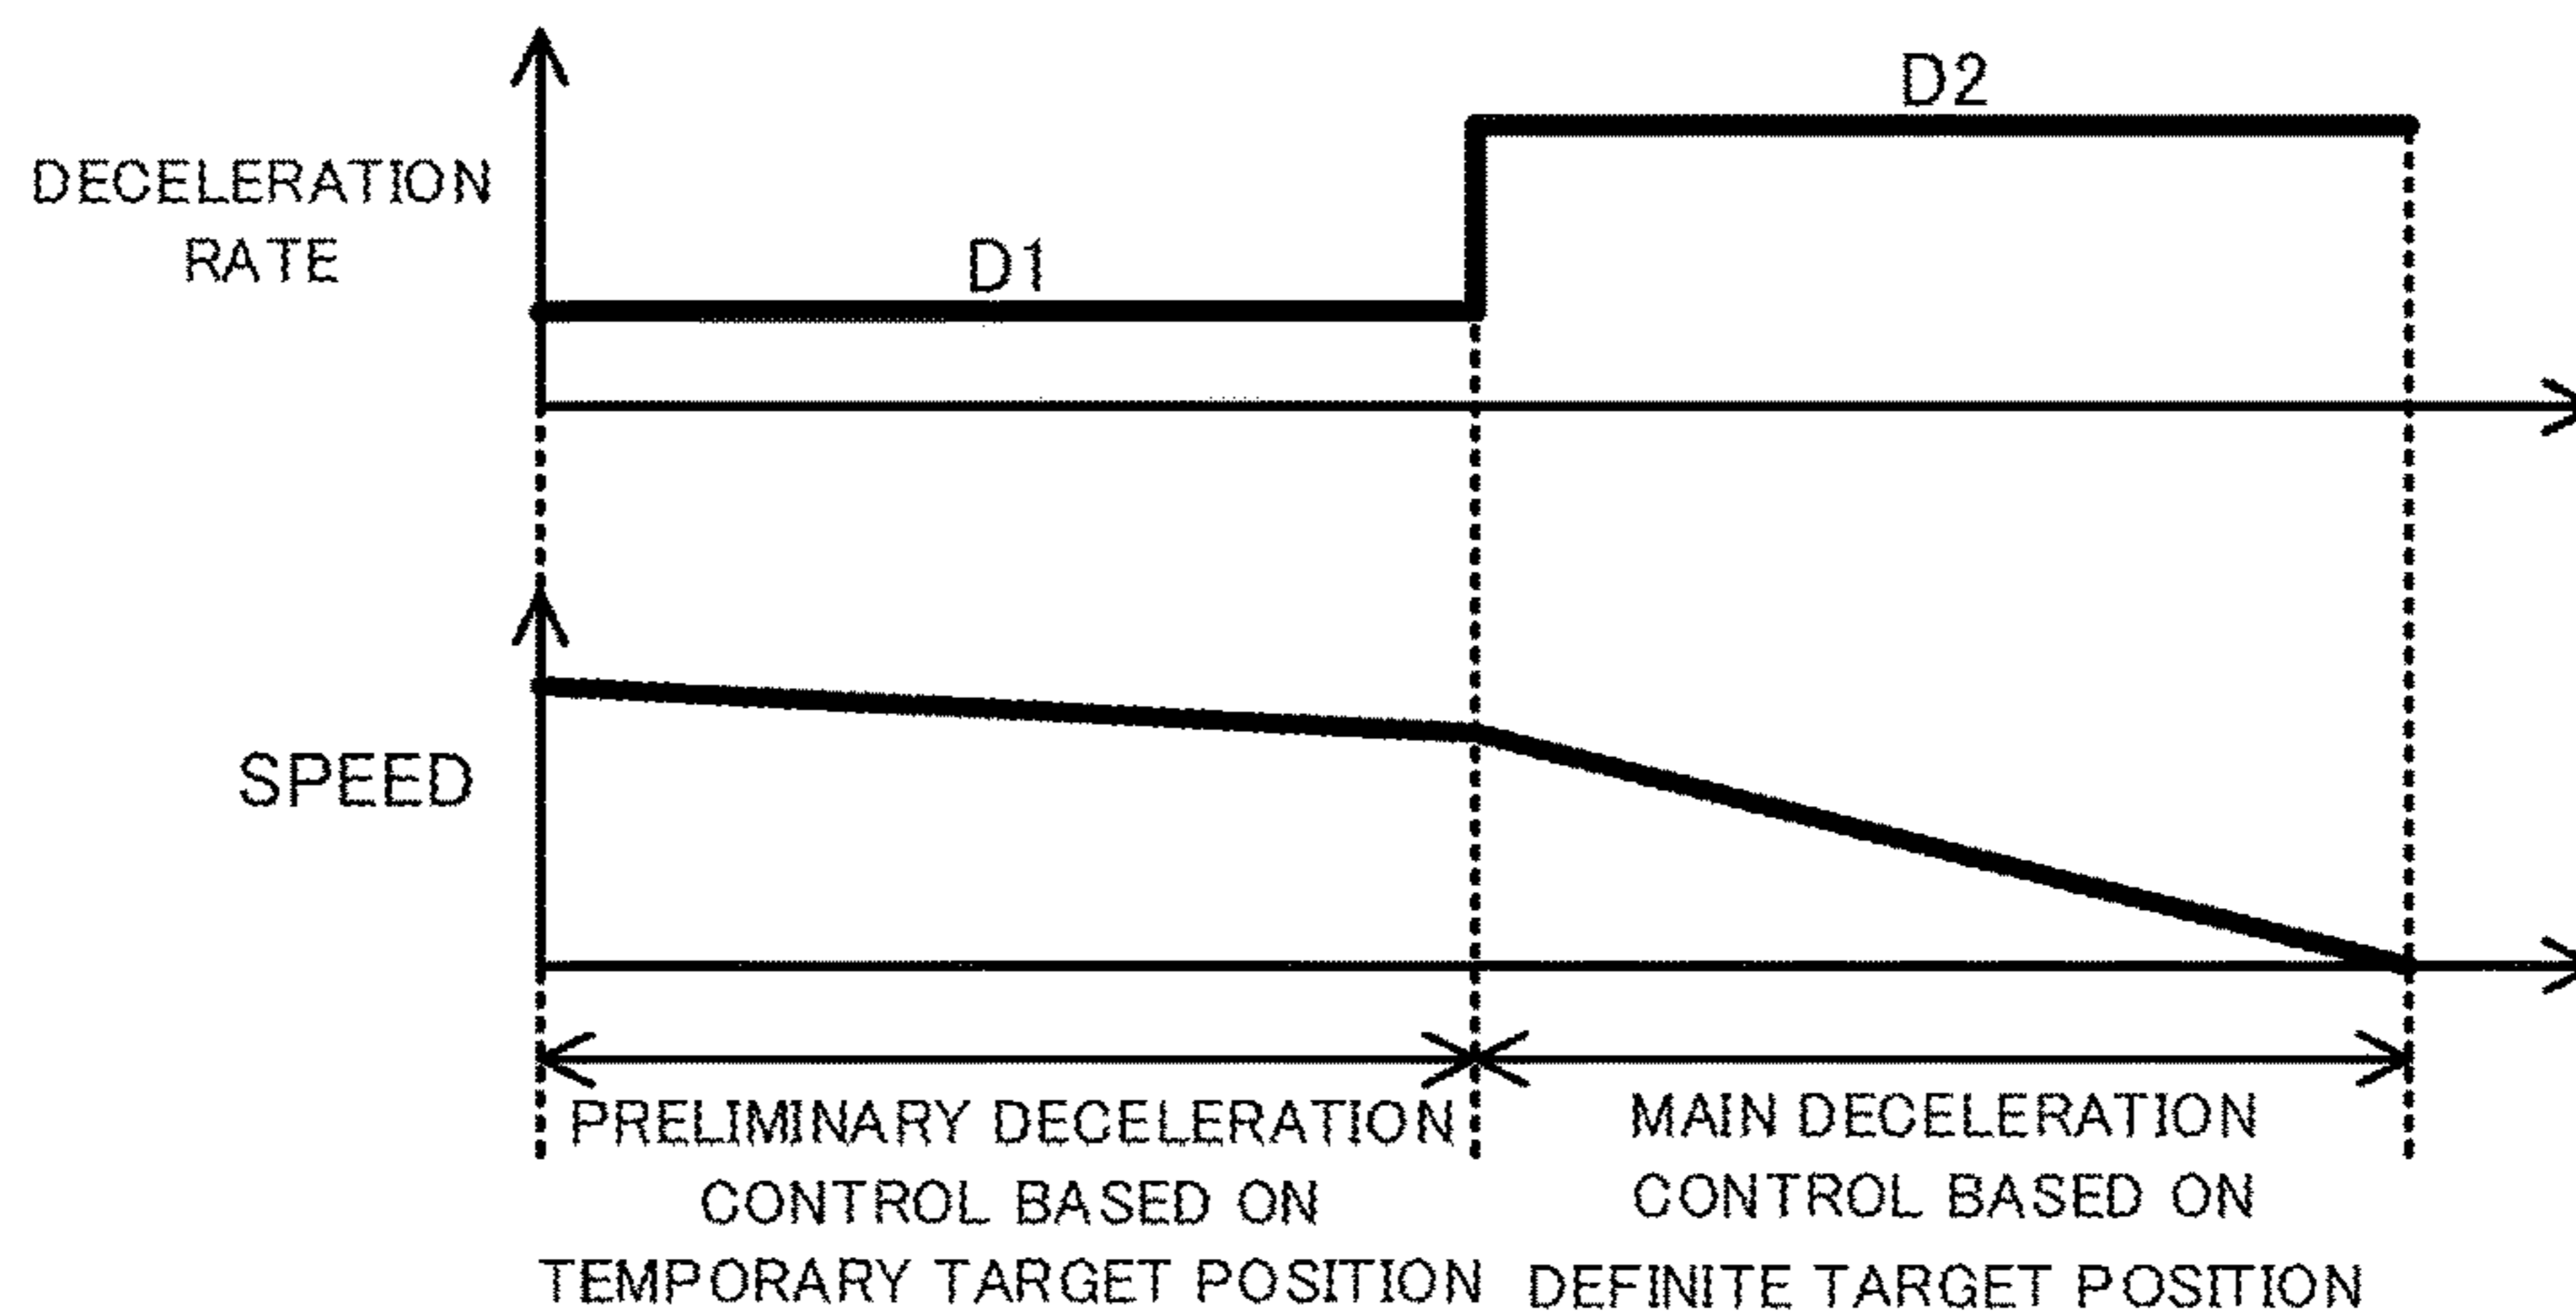 D2
DECELERATION
RATE
D1
SPEED
PRELIMINARY DECELERATION
CONTROL BASED ON
TEMPORARY TARGET POSITION
MAIN DECELERATION
CONTROL BASED ON
DEFINITE TARGET POSITION